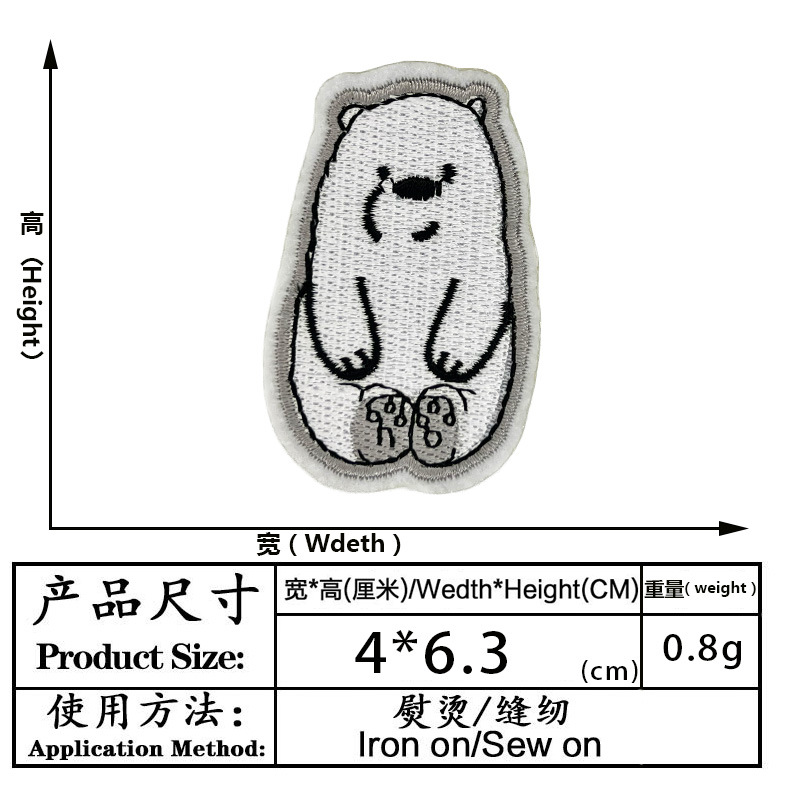 高（Height）
宽（Wdeth）
产品尺寸
Product Size:
宽*高(厘米)/Wedth*Height(CM)
重量( weight )
4*6.3 (cm)
0.8g
使用方法：
Application Method:
熨烫/缝纫
Iron on/Sew on